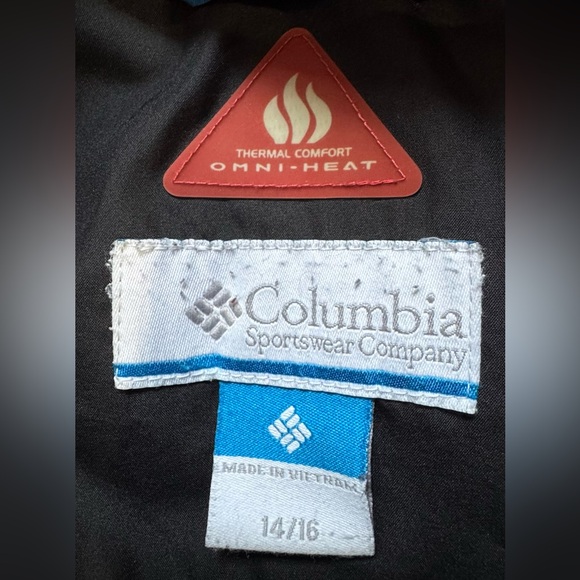 THERMAL COMFORT
OMNI-HEAT
Columbia
Sportswear Company
MADE IN VIETNAM
14/16